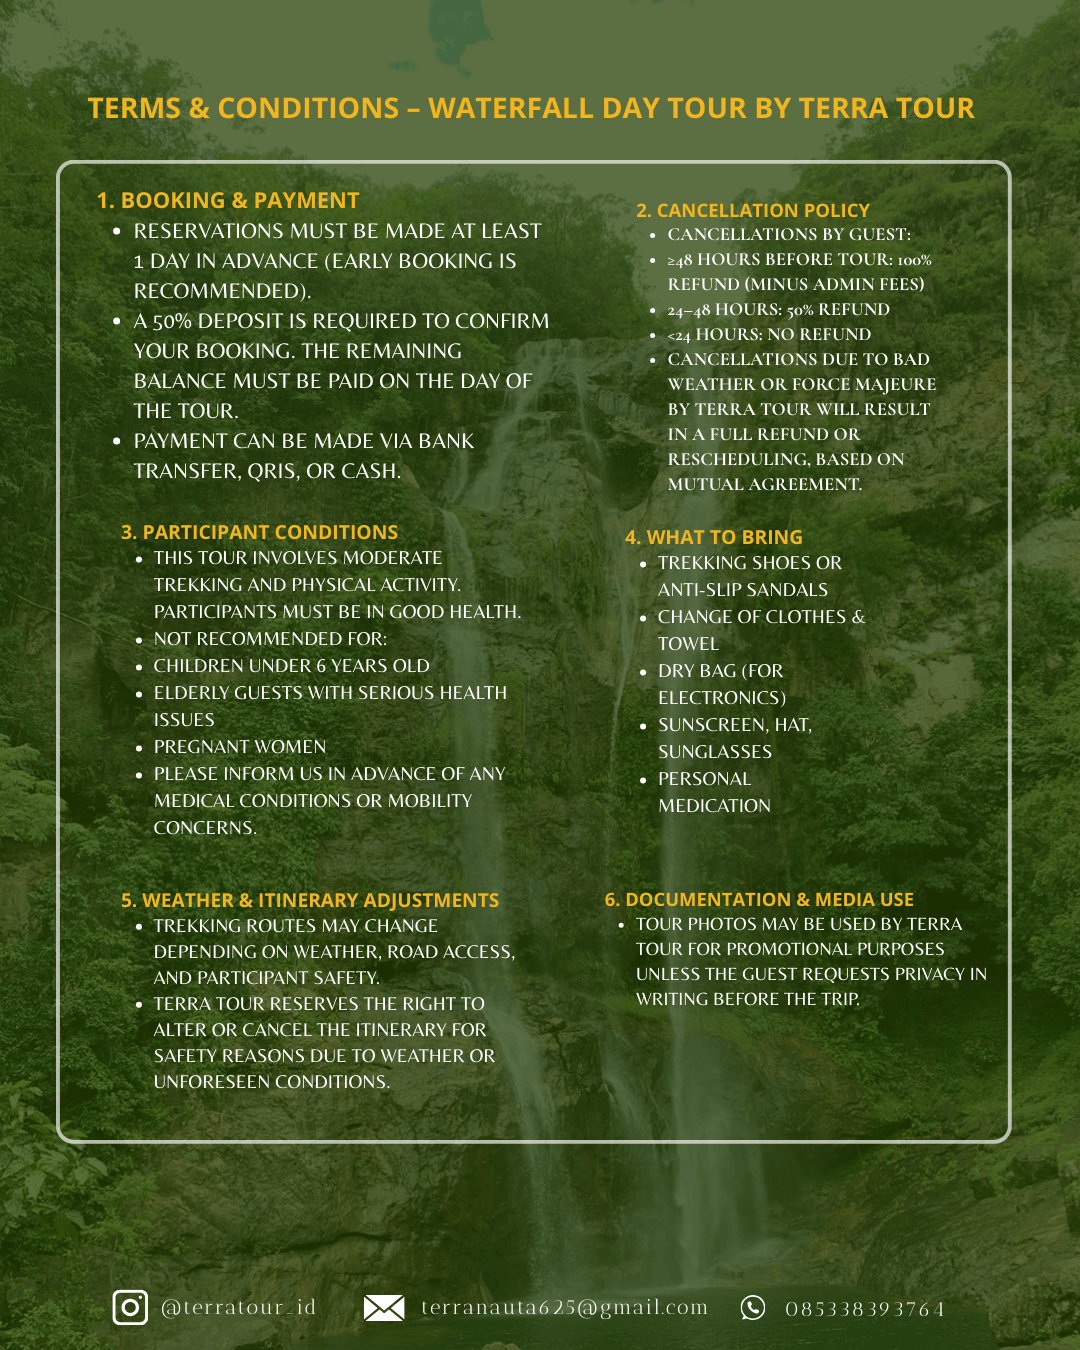 TERMS & CONDITIONS – WATERFALL DAY TOUR BY TERRA TOUR
1. BOOKING & PAYMENT
• RESERVATIONS MUST BE MADE AT LEAST
1 DAY IN ADVANCE (EARLY BOOKING IS
RECOMMENDED).
• A 50% DEPOSIT IS REQUIRED TO CONFIRM
YOUR BOOKING. THE REMAINING
BALANCE MUST BE PAID ON THE DAY OF
THE TOUR.
• PAYMENT CAN BE MADE VIA BANK
TRANSFER, QRIS, OR CASH.
2. CANCELLATION POLICY
• CANCELLATIONS BY GUEST:
• ≥48 HOURS BEFORE TOUR: 100%
REFUND (MINUS ADMIN FEES)
• 24–48 HOURS: 50% REFUND
• <24 HOURS: NO REFUND
• CANCELLATIONS DUE TO BAD
WEATHER OR FORCE MAJEURE
BY TERRA TOUR WILL RESULT
IN A FULL REFUND OR
RESCHEDULING, BASED ON
MUTUAL AGREEMENT.
3. PARTICIPANT CONDITIONS
• THIS TOUR INVOLVES MODERATE
TREKKING AND PHYSICAL ACTIVITY.
PARTICIPANTS MUST BE IN GOOD HEALTH.
• NOT RECOMMENDED FOR:
• CHILDREN UNDER 6 YEARS OLD
• ELDERLY GUESTS WITH SERIOUS HEALTH
ISSUES
• PREGNANT WOMEN
• PLEASE INFORM US IN ADVANCE OF ANY
MEDICAL CONDITIONS OR MOBILITY
CONCERNS.
4. WHAT TO BRING
• TREKKING SHOES OR
ANTI-SLIP SANDALS
• CHANGE OF CLOTHES &
TOWEL
• DRY BAG (FOR
ELECTRONICS)
• SUNSCREEN, HAT,
SUNGLASSES
• PERSONAL
MEDICATION
5. WEATHER & ITINERARY ADJUSTMENTS
• TREKKING ROUTES MAY CHANGE
DEPENDING ON WEATHER, ROAD ACCESS,
AND PARTICIPANT SAFETY.
• TERRA TOUR RESERVES THE RIGHT TO
ALTER OR CANCEL THE ITINERARY FOR
SAFETY REASONS DUE TO WEATHER OR
UNFORESEEN CONDITIONS.
6. DOCUMENTATION & MEDIA USE
• TOUR PHOTOS MAY BE USED BY TERRA
TOUR FOR PROMOTIONAL PURPOSES
UNLESS THE GUEST REQUESTS PRIVACY IN
WRITING BEFORE THE TRIP.
@terratour_id
terranauta625@gmail.com
085338393764